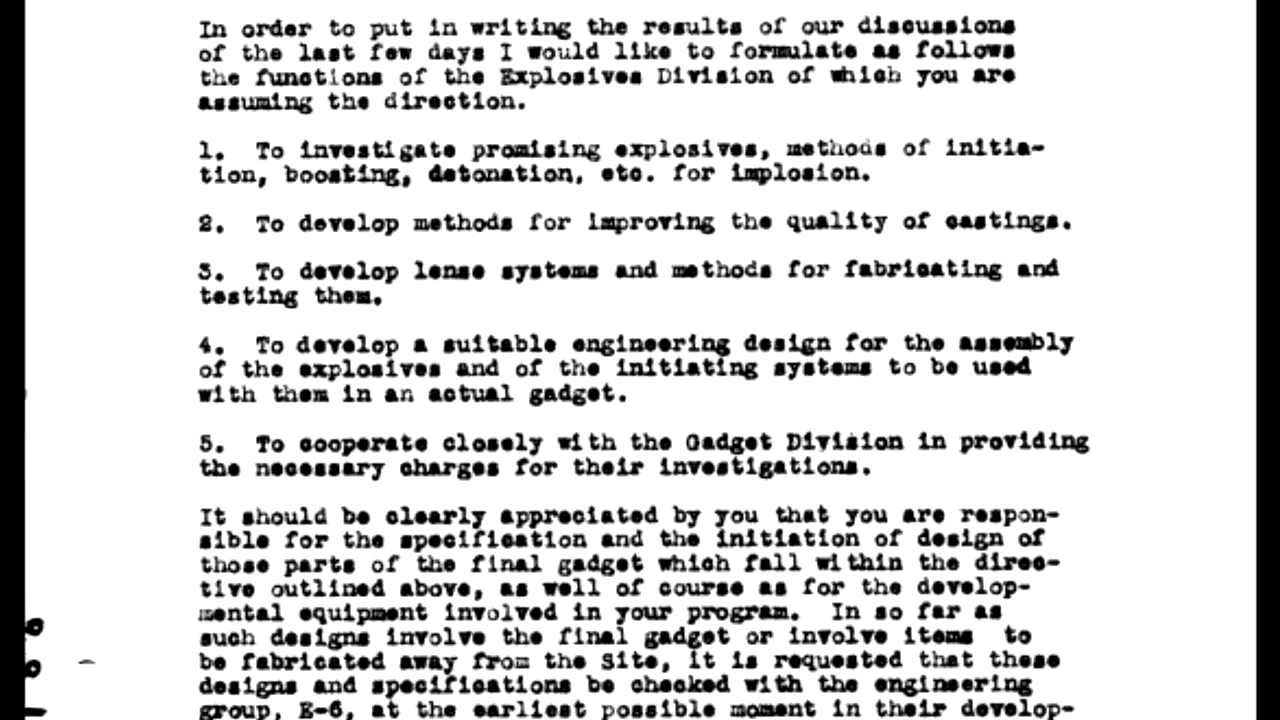 In order to put in writing the results of our discussions
of the last few days I would like to formulate as follows
the functions of the Explosives Division of which you are
assuming the direction.
1. To investigate promising explosives, methods of initia-
tion, boosting, detonation, etc. for implosion.
2. To develop methods for improving the quality of castings.
3. To develop lense systems and methods for fabricating and
testing them.
4. To develop a suitable engineering design for the assembly
of the explosives and of the initiating systems to be used
with them in an actual gadget.
5. To cooperate closely with the Gadget Division in providing
the necessary charges for their investigations.
It should be clearly appreciated by you that you are respon-
sible for the specification and the initiation of design of
those parts of the final gadget which fall within the direc-
tive outlined above, as well of course as for the develop-
mental equipment involved in your program. In so far as
such designs involve the final gadget or involve items to
be fabricated away from the Site, it is requested that these
designs and specifications be checked with the engineering
group, E-6, at the earliest possible moment in their develop-